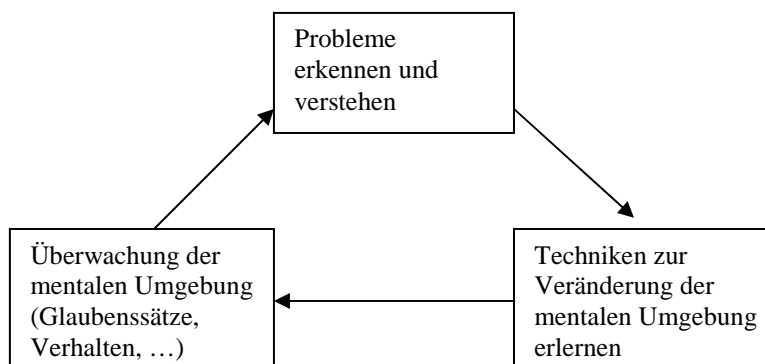 Probleme
erkennen und
verstehen
Überwachung der
mentalen Umgebung
(Glaubenssätze,
Verhalten, …)
Techniken zur
Veränderung der
mentalen Umgebung
erlernen